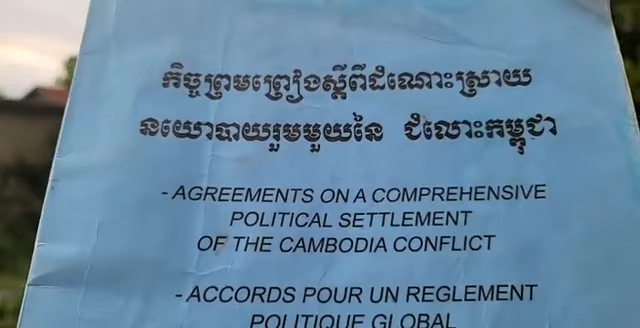 កិច្ចព្រមព្រៀងស្តីពីដំណោះស្រាយ
នយោបាយរួមមួយនៃ ជំលោះកម្ពុជា
- AGREEMENTS ON A COMPREHENSIVE
POLITICAL SETTLEMENT
OF THE CAMBODIA CONFLICT
- ACCORDS POUR UN REGLEMENT
POLITIQUE GLOBAL